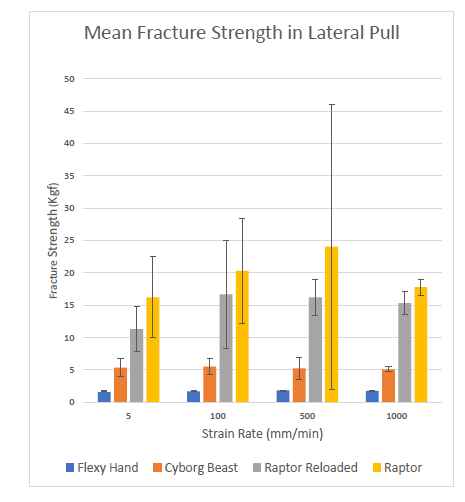 Mean Fracture Strength in Lateral Pull
50
45
40
35
30
25
20
15
10
5
0
Fracture Strength (Kgf)
5 100 500 1000
Strain Rate (mm/min)
Flexy Hand Cyborg Beast Raptor Reloaded Raptor